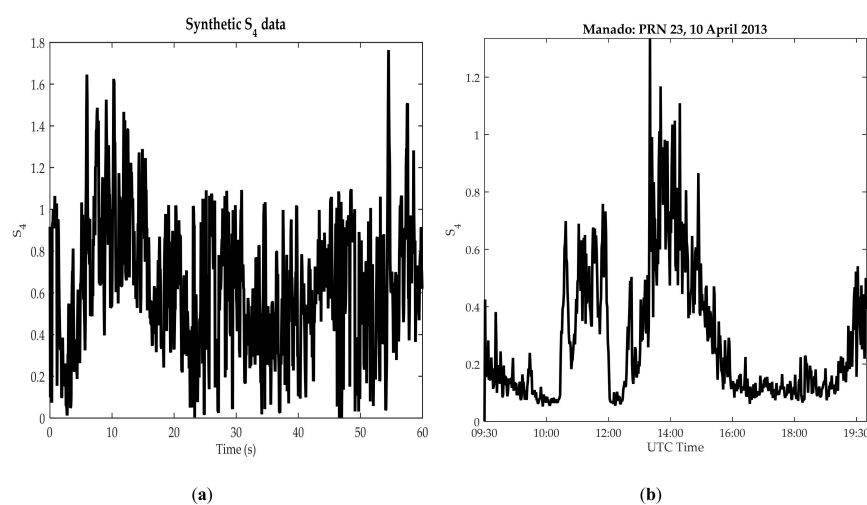 Synthetic S4 data
S4
1.8
1.6
1.4
1.2
1
0.8
0.6
0.4
0.2
0
0 10 20 30 40 50 60
Time (s)
(a)
Manado: PRN 23, 10 April 2013
S4
1.2
1
0.8
0.6
0.4
0.2
0
09:30 10:00 12:00 14:00 16:00 18:00 19:30
UTC Time
(b)